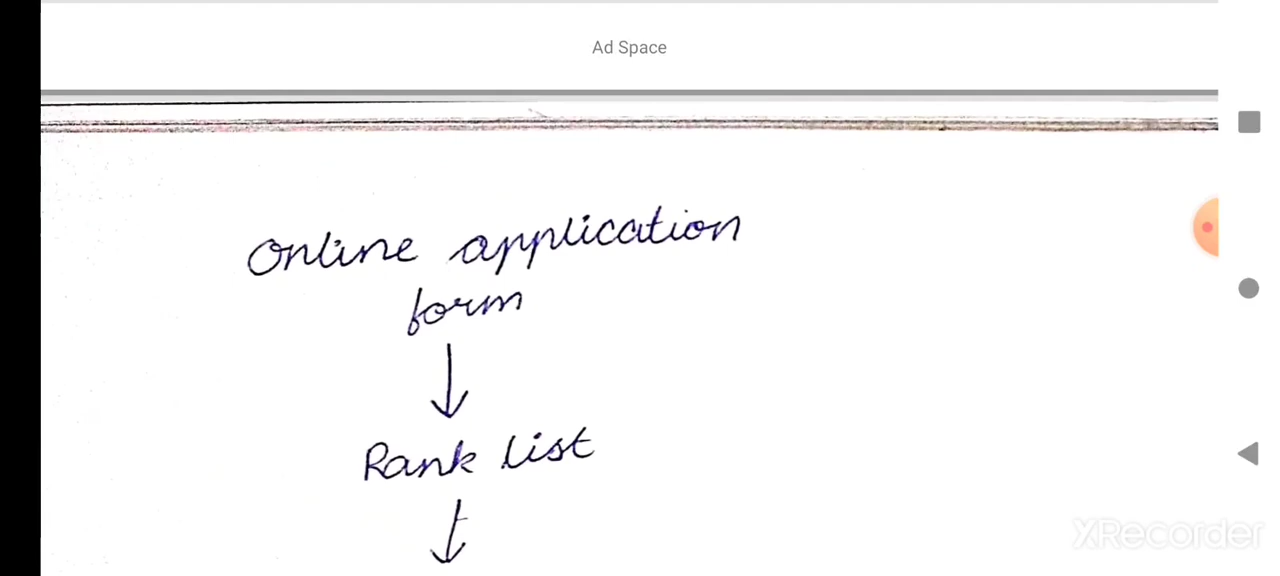 Ad Space
Online application
form
Rank list
XRecorder